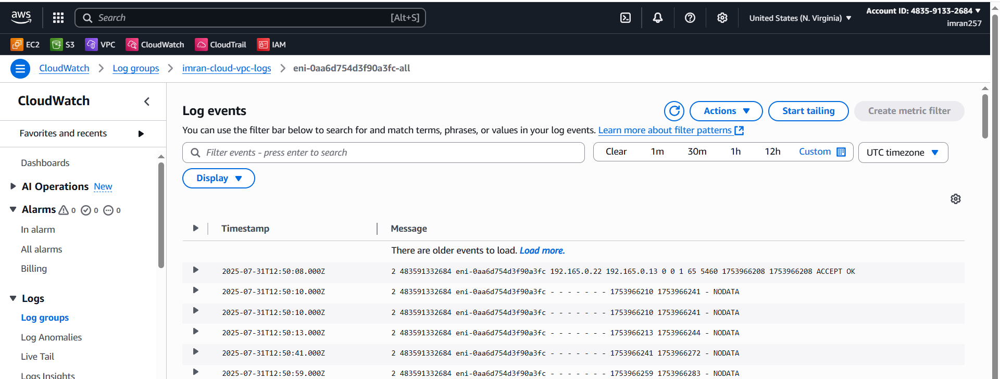 aws
Search [Alt+S]
United States (N. Virginia)
Account ID: 4835-9133-2684
imran257
EC2 S3 VPC CloudWatch CloudTrail IAM
CloudWatch Log groups imran-cloud-vpc-logs eni-0aa6d754d3f90a3fc-all
CloudWatch
Favorites and recents
Dashboards
AI Operations New
Alarms 0 0 0
In alarm
All alarms
Billing
Logs
Log groups
Log Anomalies
Live Tail
Logs Insights
Log events
Actions
Start tailing
Create metric filter
You can use the filter bar below to search for and match terms, phrases, or values in your log events. Learn more about filter patterns
Filter events - press enter to search
Clear 1m 30m 1h 12h Custom
UTC timezone
Display
Timestamp Message
There are older events to load. Load more.
2025-07-31T12:50:08.000Z 2 483591332684 eni-0aa6d754d3f90a3fc 192.165.0.22 192.165.0.13 0 0 1 65 5460 1753966208 1753966208 ACCEPT OK
2025-07-31T12:50:10.000Z 2 483591332684 eni-0aa6d754d3f90a3fc - - - - - - - 1753966210 1753966241 - NODATA
2025-07-31T12:50:10.000Z 2 483591332684 eni-0aa6d754d3f90a3fc - - - - - - - 1753966210 1753966241 - NODATA
2025-07-31T12:50:13.000Z 2 483591332684 eni-0aa6d754d3f90a3fc - - - - - - - 1753966213 1753966244 - NODATA
2025-07-31T12:50:41.000Z 2 483591332684 eni-0aa6d754d3f90a3fc - - - - - - - 1753966241 1753966272 - NODATA
2025-07-31T12:50:59.000Z 2 483591332684 eni-0aa6d754d3f90a3fc - - - - - - - 1753966259 1753966283 - NODATA